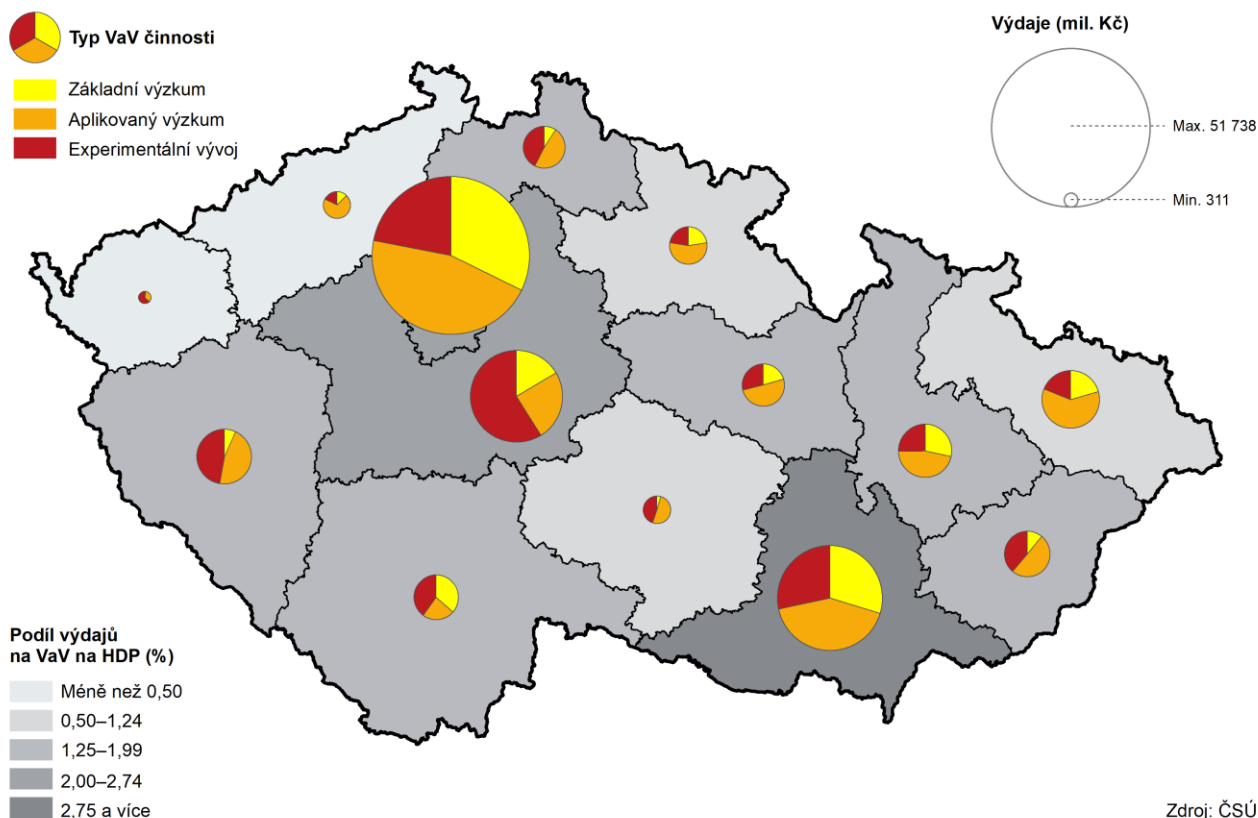 Typ VaV činnosti
Základní výzkum
Aplikovaný výzkum
Experimentální vývoj
Výdaje (mil. Kč)
Max. 51 738
Min. 311
Podíl výdajů
na VaV na HDP (%)
Méně než 0,50
0,50–1,24
1,25–1,99
2,00–2,74
2,75 a více
Zdroj: ČSÚ